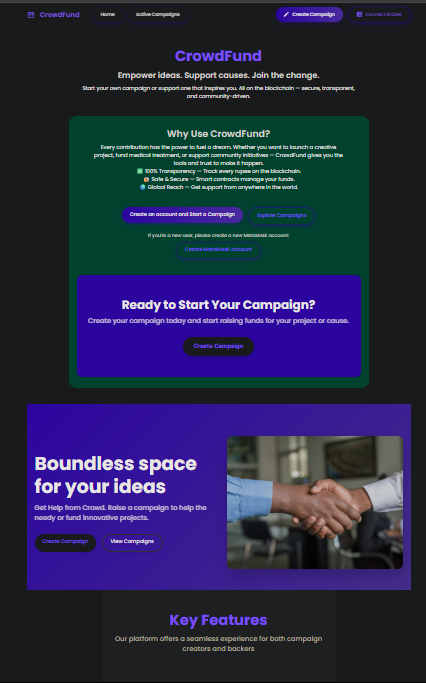 CrowdFund
Home
Active Campaigns
Create Campaign
Connect Wallet
CrowdFund
Empower ideas. Support causes. Join the change.
Start your own campaign or support one that inspires you. All on the blockchain — secure, transparent,
and community-driven.
Why Use CrowdFund?
Every contribution has the power to fuel a dream. Whether you want to launch a creative
project, fund medical treatment, or support community initiatives — CrowdFund gives you the
tools and trust to make it happen.
✅ 100% Transparency — Track every rupee on the blockchain.
🔐 Safe & Secure — Smart contracts manage your funds.
🌍 Global Reach — Get support from anywhere in the world.
Create an account and Start a Campaign
Explore Campaigns
If you're a new user, please create a new MetaMask account:
Create MetaMask Account
Ready to Start Your Campaign?
Create your campaign today and start raising funds for your project or cause.
Create Campaign
Boundless space
for your ideas
Get Help from Crowd. Raise a campaign to help the
needy or fund innovative projects.
Create Campaign
View Campaigns
Key Features
Our platform offers a seamless experience for both campaign
creators and backers